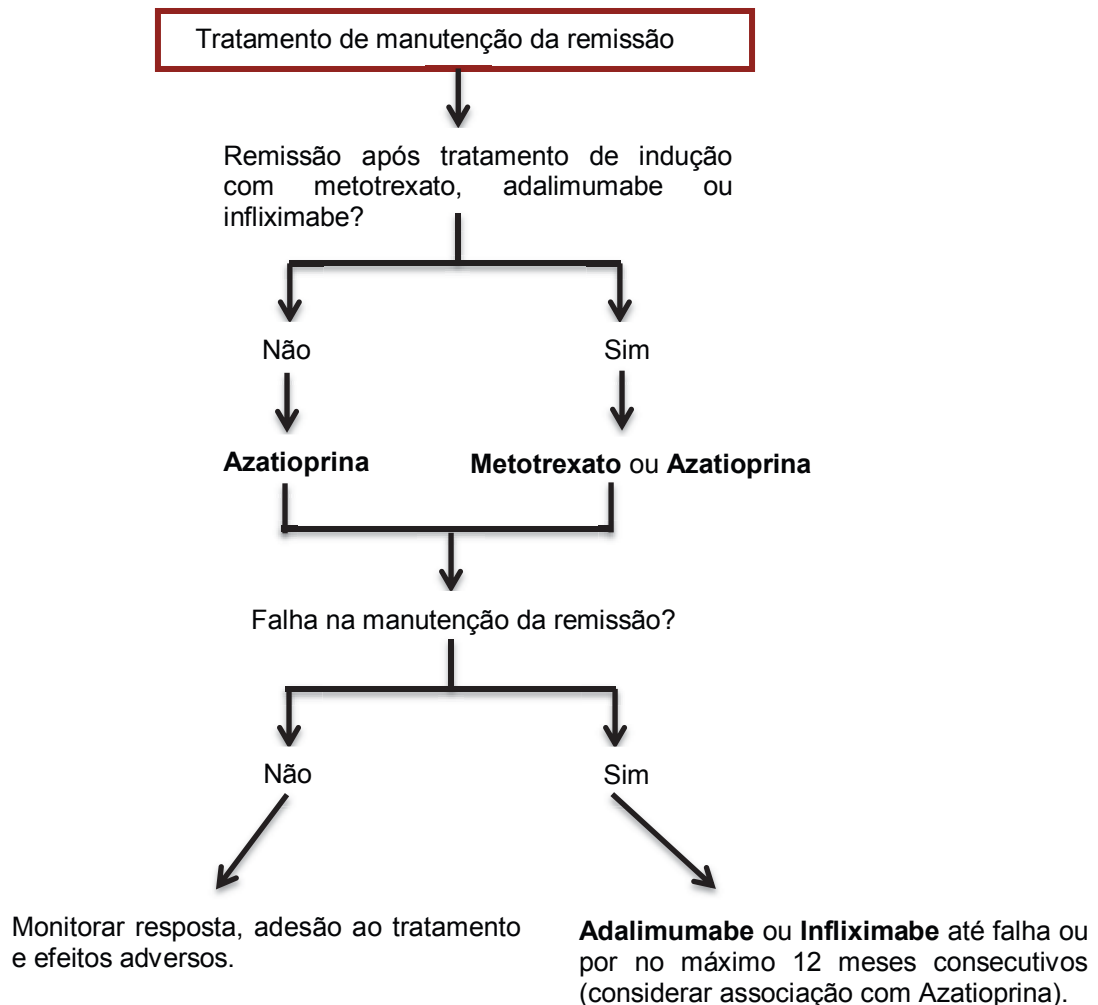 Tratamento de manutenção da remissão
Remissão após tratamento de indução
com metotrexato, adalimumabe ou
infliximabe?
Não
Sim
Azatioprina
Metotrexato ou Azatioprina
Falha na manutenção da remissão?
Não
Sim
Monitorar resposta, adesão ao tratamento
e efeitos adversos.
Adalimumabe ou Infliximabe até falha ou
por no máximo 12 meses consecutivos
(considerar associação com Azatioprina).